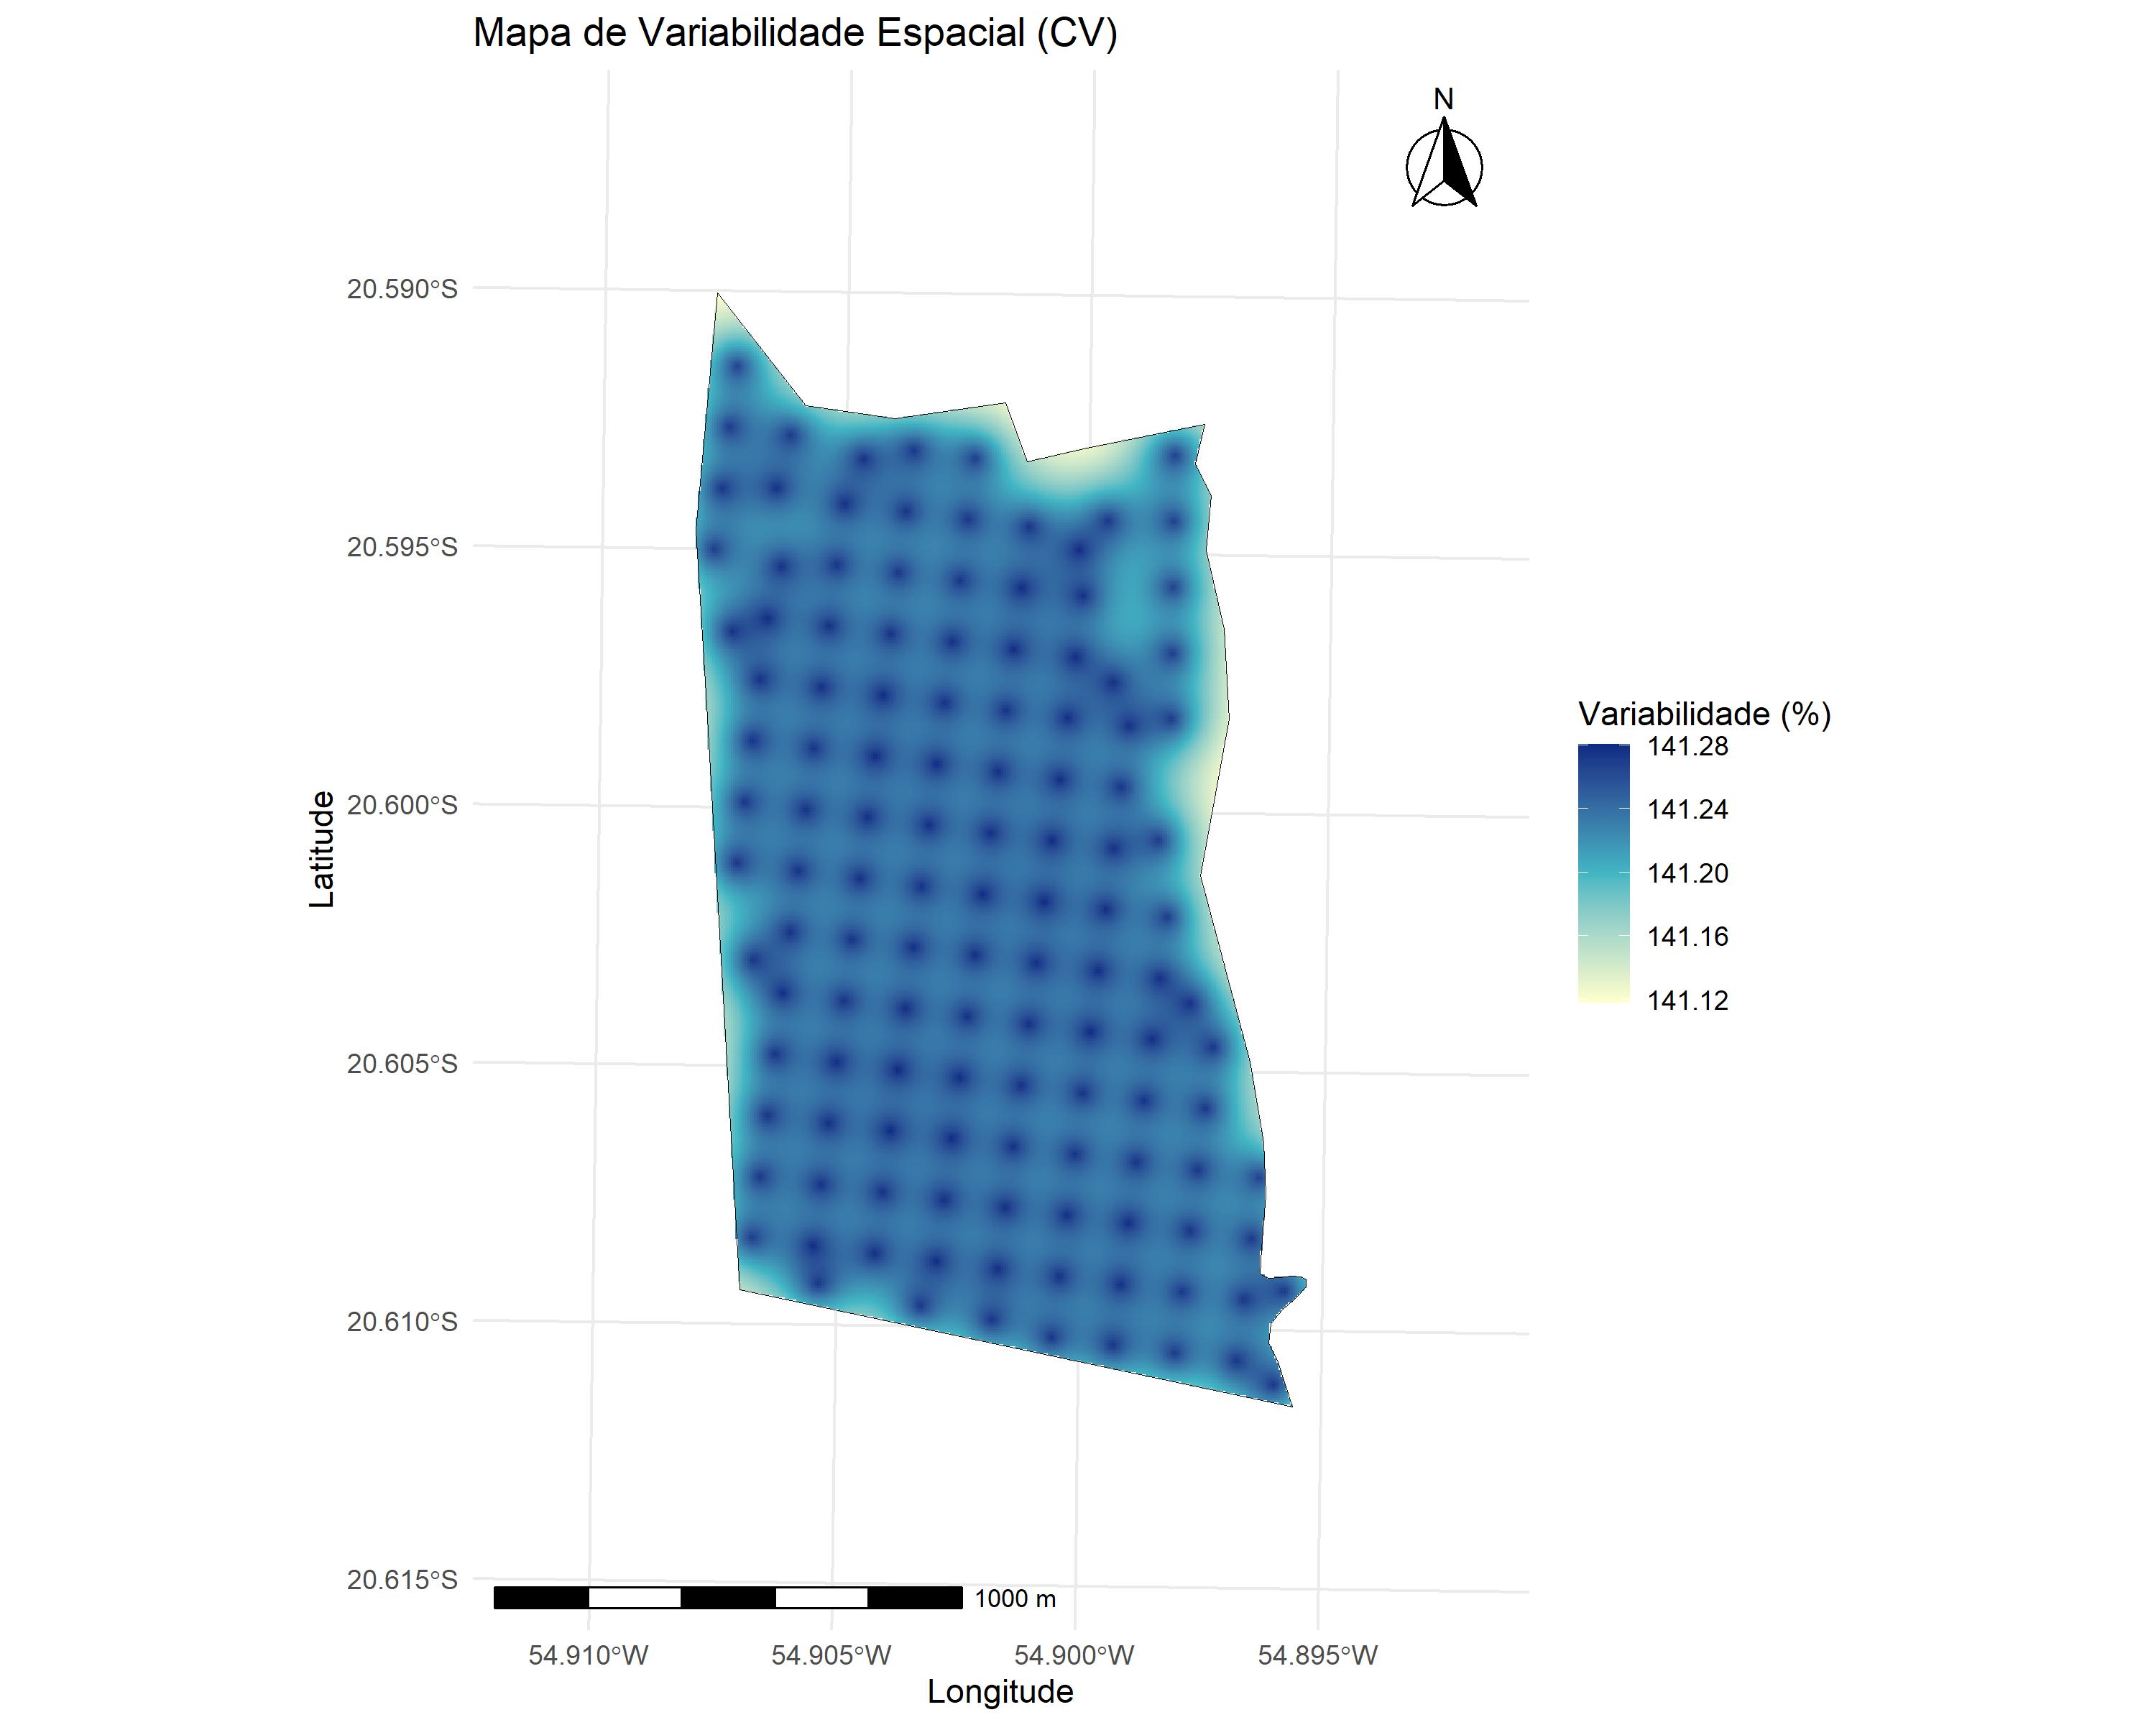 Mapa de Variabilidade Espacial (CV)
N
20.590°S
20.595°S
20.600°S
20.605°S
20.610°S
20.615°S
Latitude
1000 m
54.910°W
54.905°W
54.900°W
54.895°W
Longitude
Variabilidade (%)
141.28
141.24
141.20
141.16
141.12